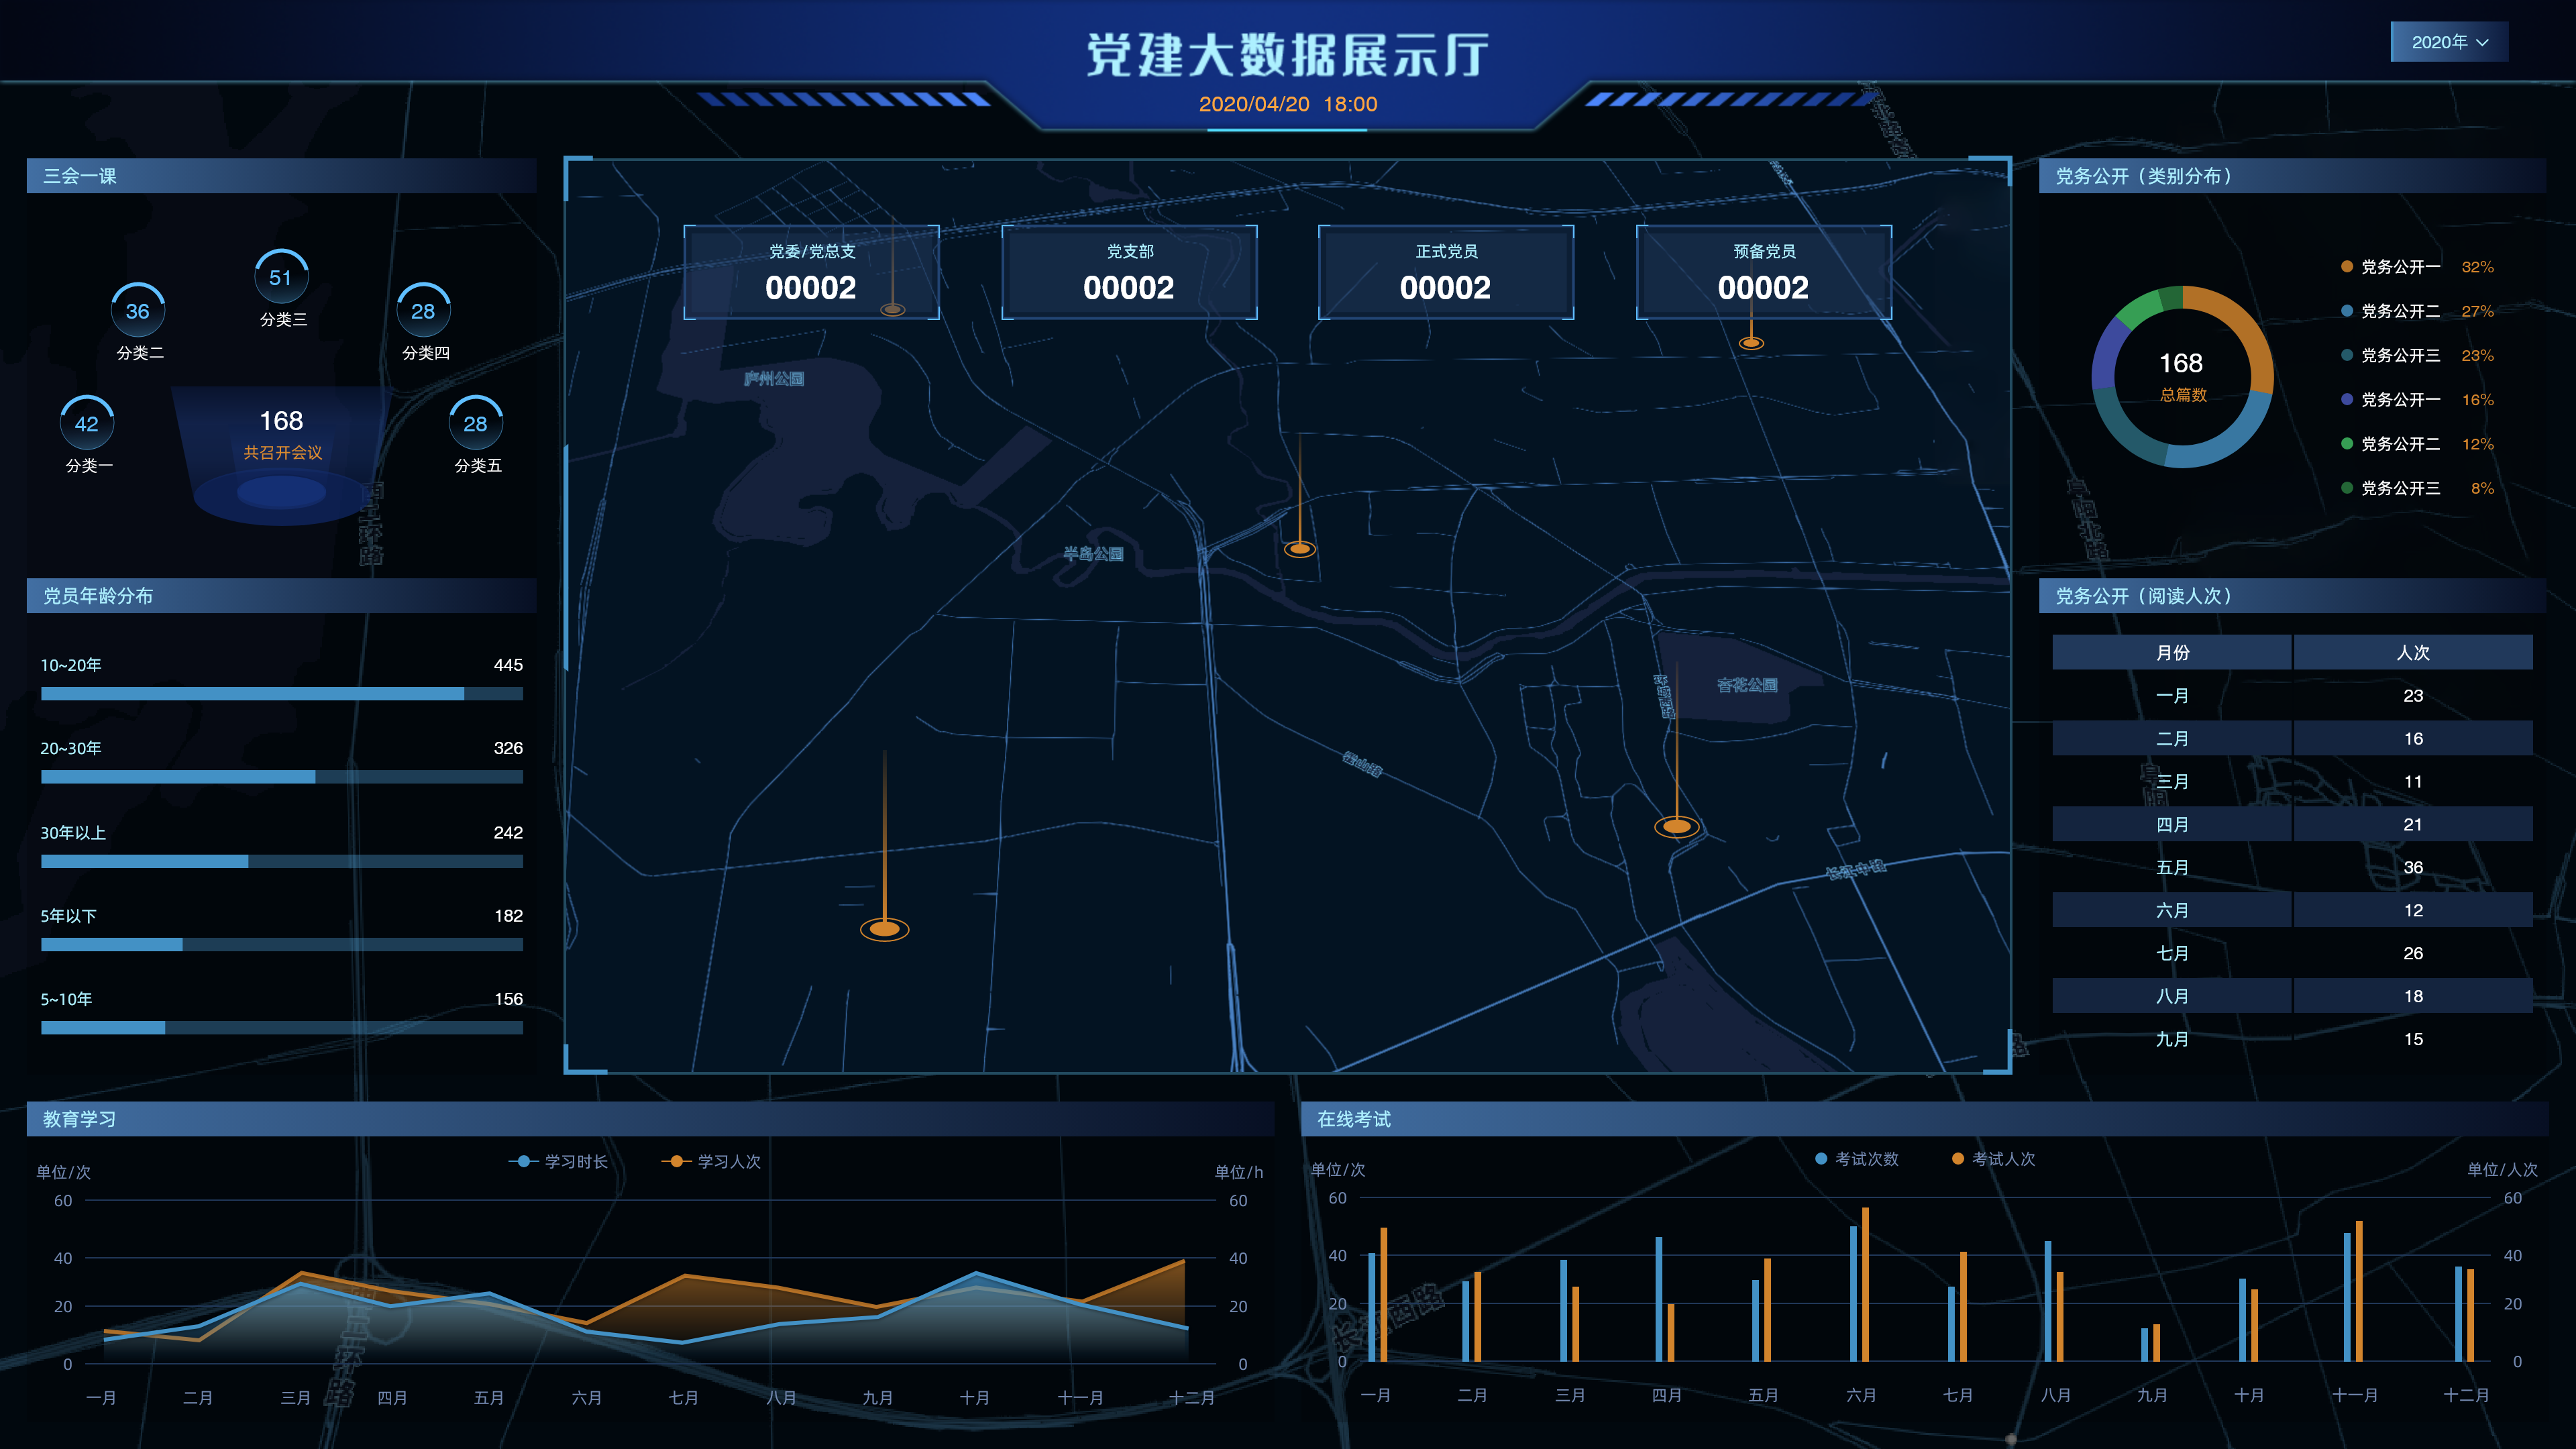 党建大数据展示厅
2020年
2020/04/20 18:00
三会一课
51
分类三
36
分类二
28
分类四
42
分类一
168
共召开会议
28
分类五
党员年龄分布
10~20年 445
20~30年 326
30年以上 242
5年以下 182
5~10年 156
党委/党总支
00002
党支部
00002
正式党员
00002
预备党员
00002
庐州公园
半岛公园
杏花公园
长江中路
党务公开（类别分布）
168
总篇数
党务公开一 32%
党务公开二 27%
党务公开三 23%
党务公开一 16%
党务公开二 12%
党务公开三 8%
党务公开（阅读人次）
月份 人次
一月 23
二月 16
三月 11
四月 21
五月 36
六月 12
七月 26
八月 18
九月 15
教育学习
学习时长 学习人次
单位/次 单位/h
60 60
40 40
20 20
0 0
一月 二月 三月 四月 五月 六月 七月 八月 九月 十月 十一月 十二月
在线考试
考试次数 考试人次
单位/次 单位/人次
60 60
40 40
20 20
0 0
一月 二月 三月 四月 五月 六月 七月 八月 九月 十月 十一月 十二月
长江西路